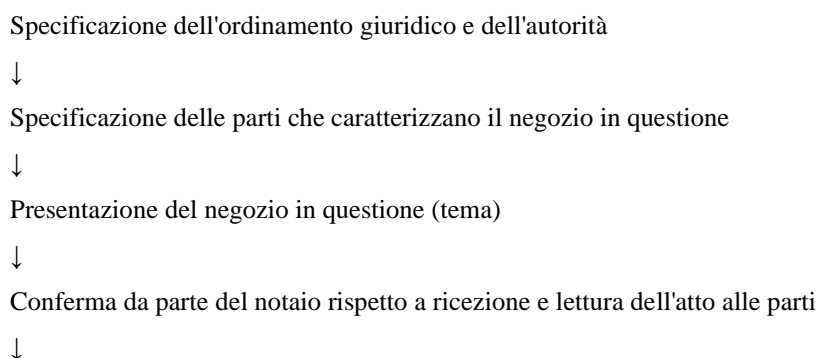 Specificazione dell'ordinamento giuridico e dell'autorità
↓
Specificazione delle parti che caratterizzano il negozio in questione
↓
Presentazione del negozio in questione (tema)
↓
Conferma da parte del notaio rispetto a ricezione e lettura dell'atto alle parti
↓